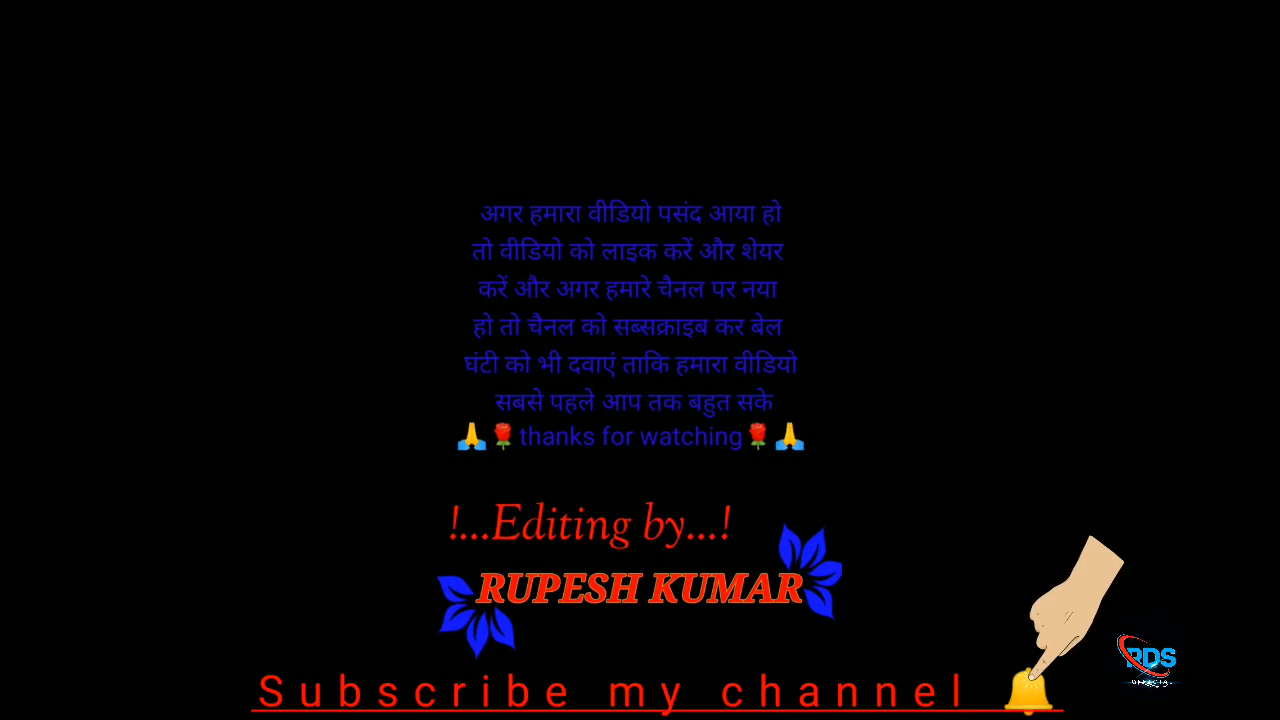 अगर हमारा वीडियो पसंद आया हो
तो वीडियो को लाइक करें और शेयर
करें और अगर हमारे चैनल पर नया
हो तो चैनल को सब्सक्राइब कर बेल
घंटी को भी दवाएं ताकि हमारा वीडियो
सबसे पहले आप तक बहुत सके
🙏🌹thanks for watching🌹🙏
!...Editing by...!
RUPESH KUMAR
Subscribe my channel
RDS